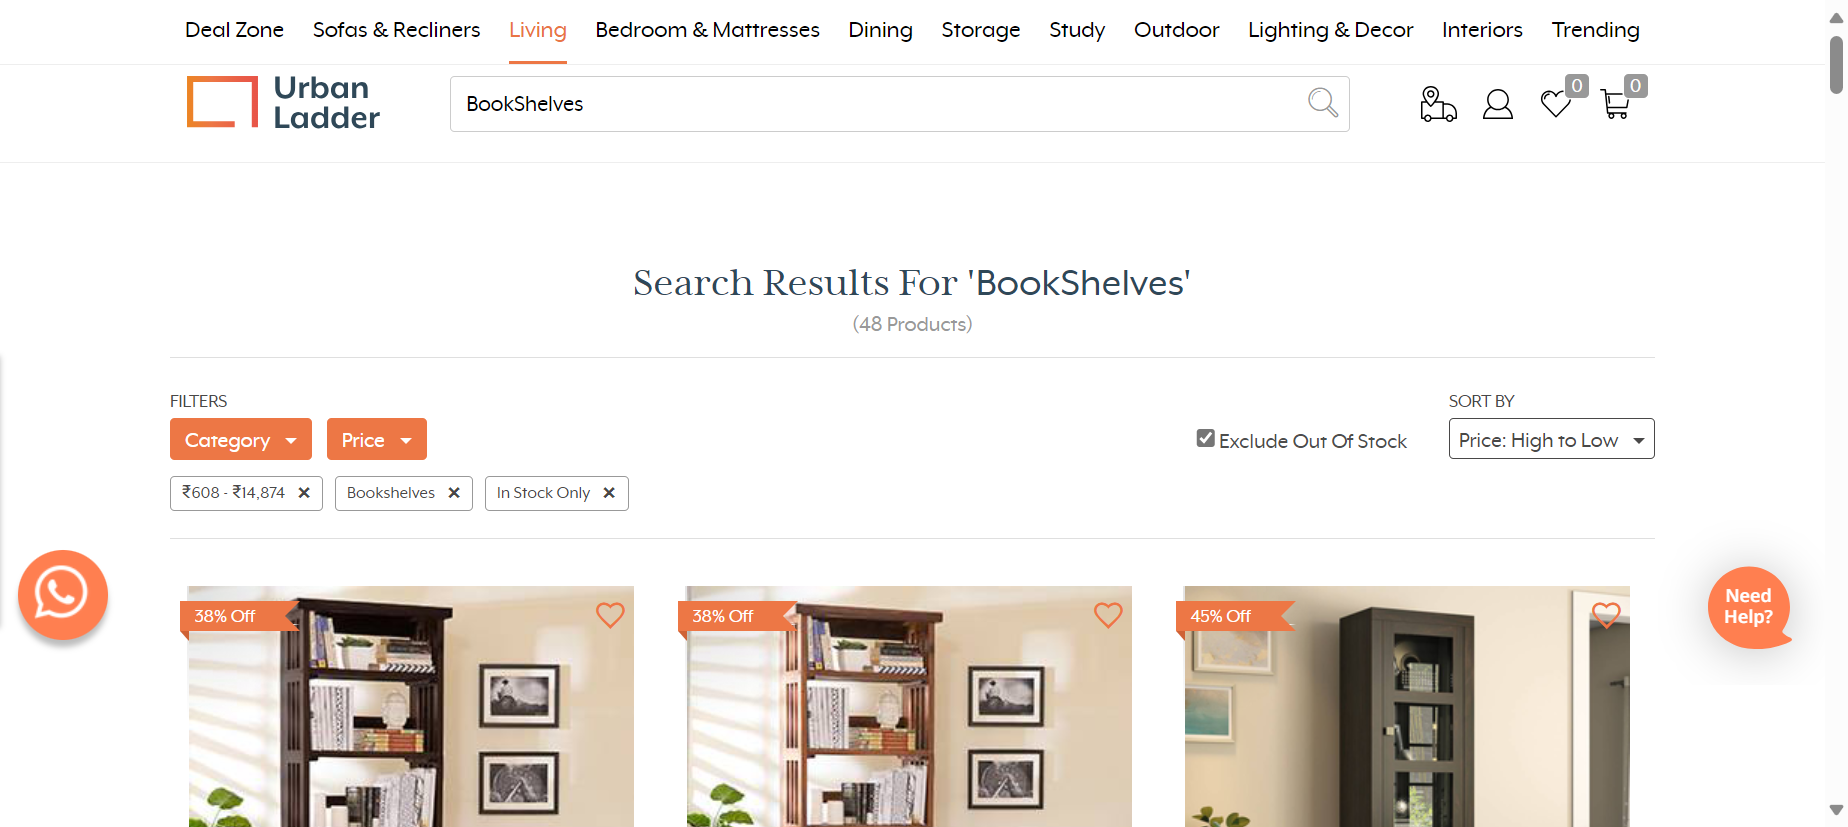 Deal Zone Sofas & Recliners Living Bedroom & Mattresses Dining Storage Study Outdoor Lighting & Decor Interiors Trending
Urban
Ladder
BookShelves
0
0
Search Results For 'BookShelves'
(48 Products)
FILTERS
SORT BY
Category
Price
Exclude Out Of Stock
Price: High to Low
₹608 - ₹14,874
Bookshelves
In Stock Only
38% Off
38% Off
45% Off
Need
Help?